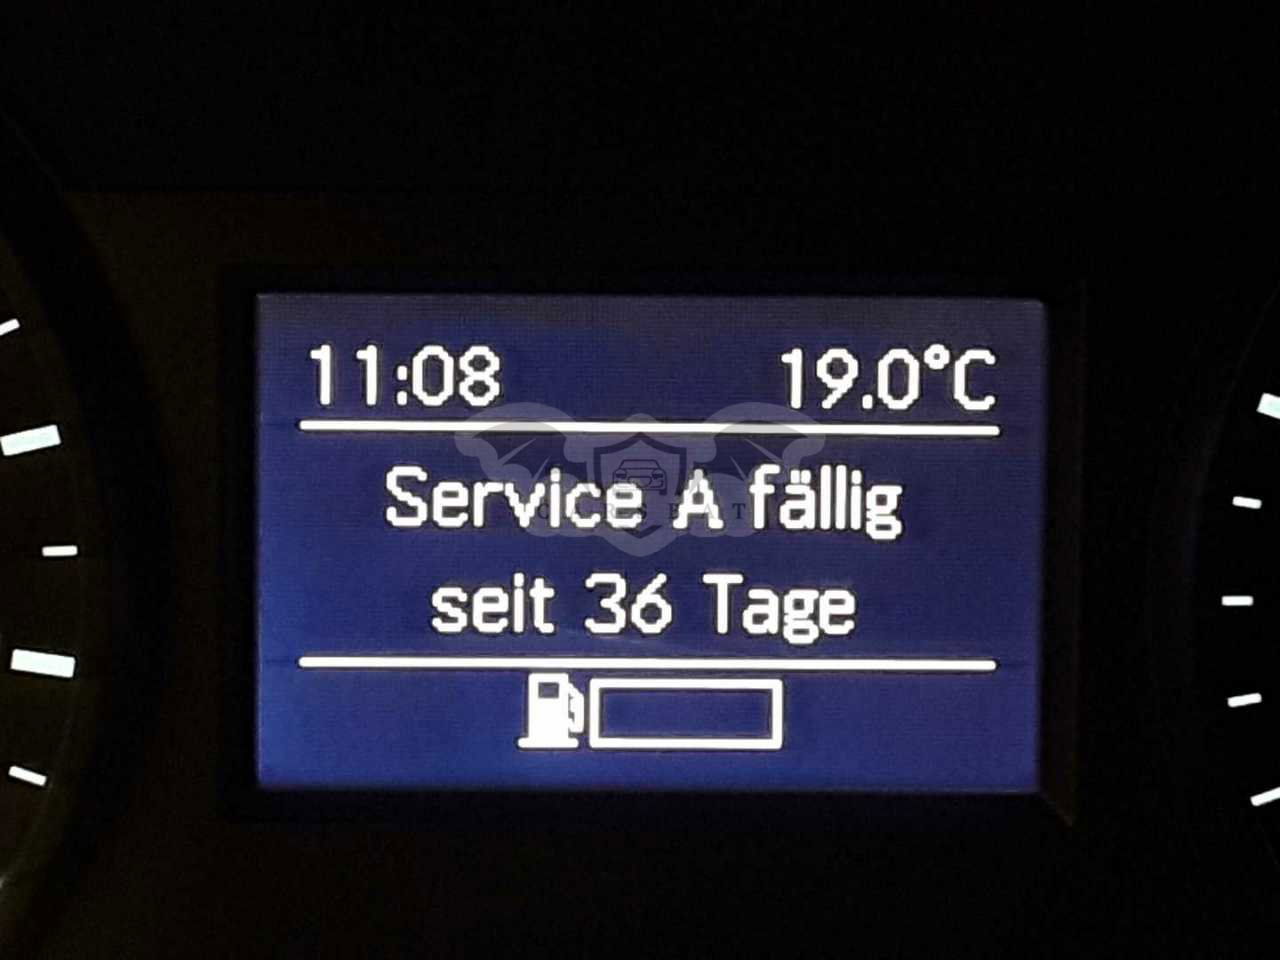 11:08 19.0°C
Service A fällig
seit 36 Tage